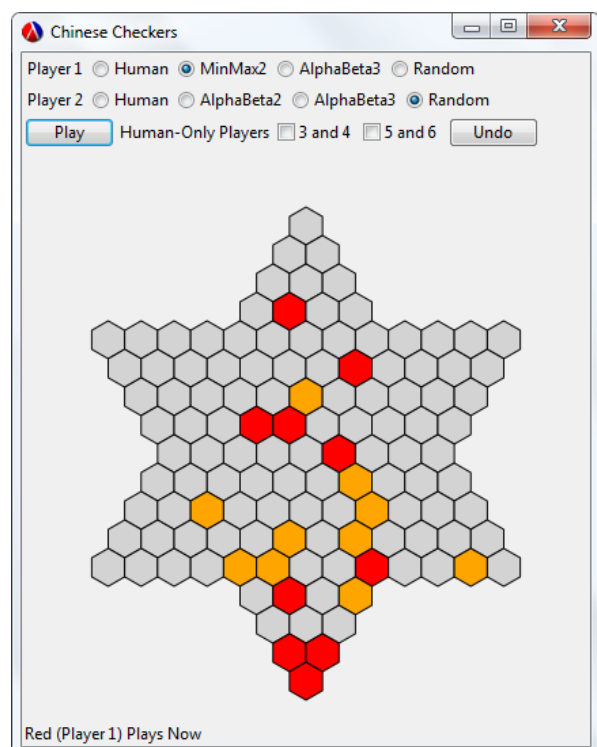 Chinese Checkers
Player 1 Human MinMax2 AlphaBeta3 Random
Player 2 Human AlphaBeta2 AlphaBeta3 Random
Play Human-Only Players 3 and 4 5 and 6 Undo
Red (Player 1) Plays Now